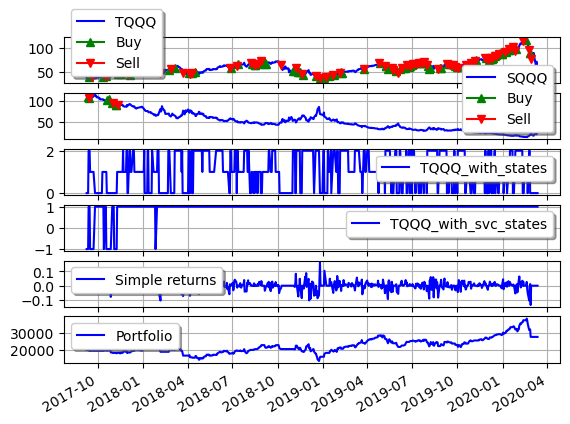 TQQQ
Buy
Sell
100
50
SQQQ
Buy
Sell
100
50
2
0
TQQQ_with_states
1
0
−1
TQQQ_with_svc_states
0.1
0.0
−0.1
Simple returns
30000
20000
Portfolio
2017-10
2018-01
2018-04
2018-07
2018-10
2019-01
2019-04
2019-07
2019-10
2020-01
2020-04